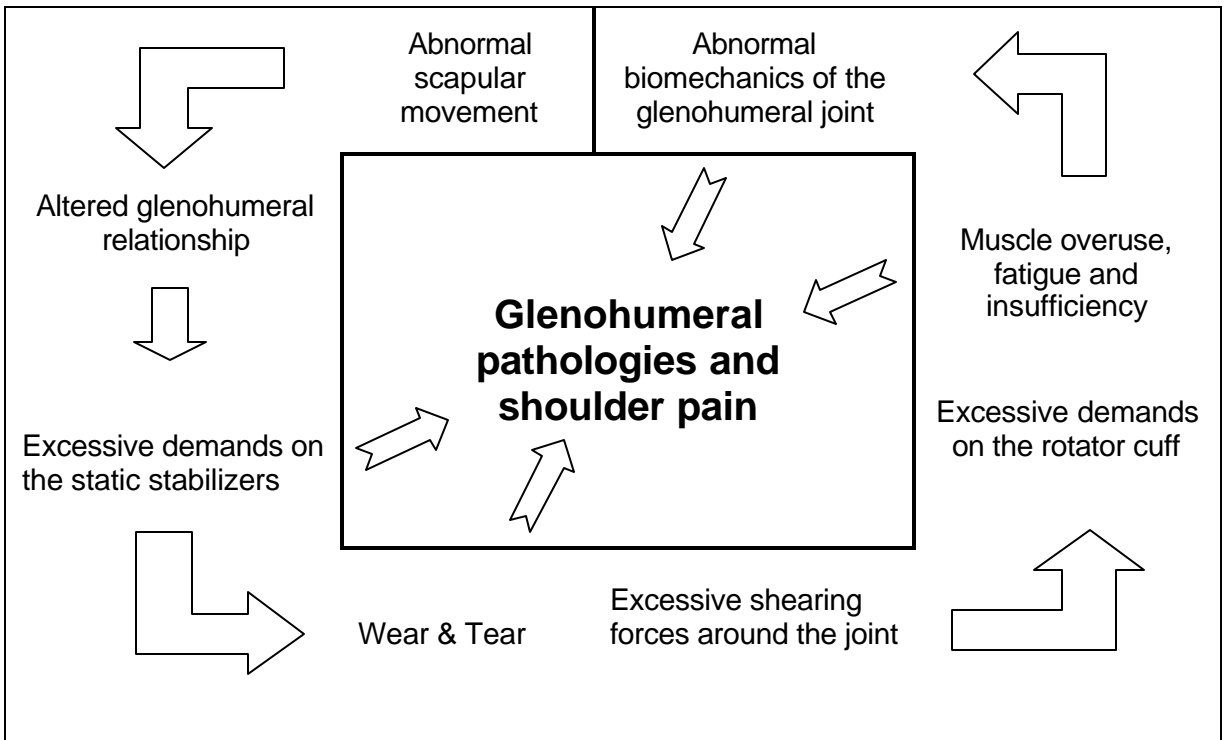 Abnormal
scapular
movement
Abnormal
biomechanics of the
glenohumeral joint
Altered glenohumeral
relationship
Muscle overuse,
fatigue and
insufficiency
Glenohumeral
pathologies and
shoulder pain
Excessive demands on
the static stabilizers
Excessive demands
on the rotator cuff
Wear & Tear
Excessive shearing
forces around the joint